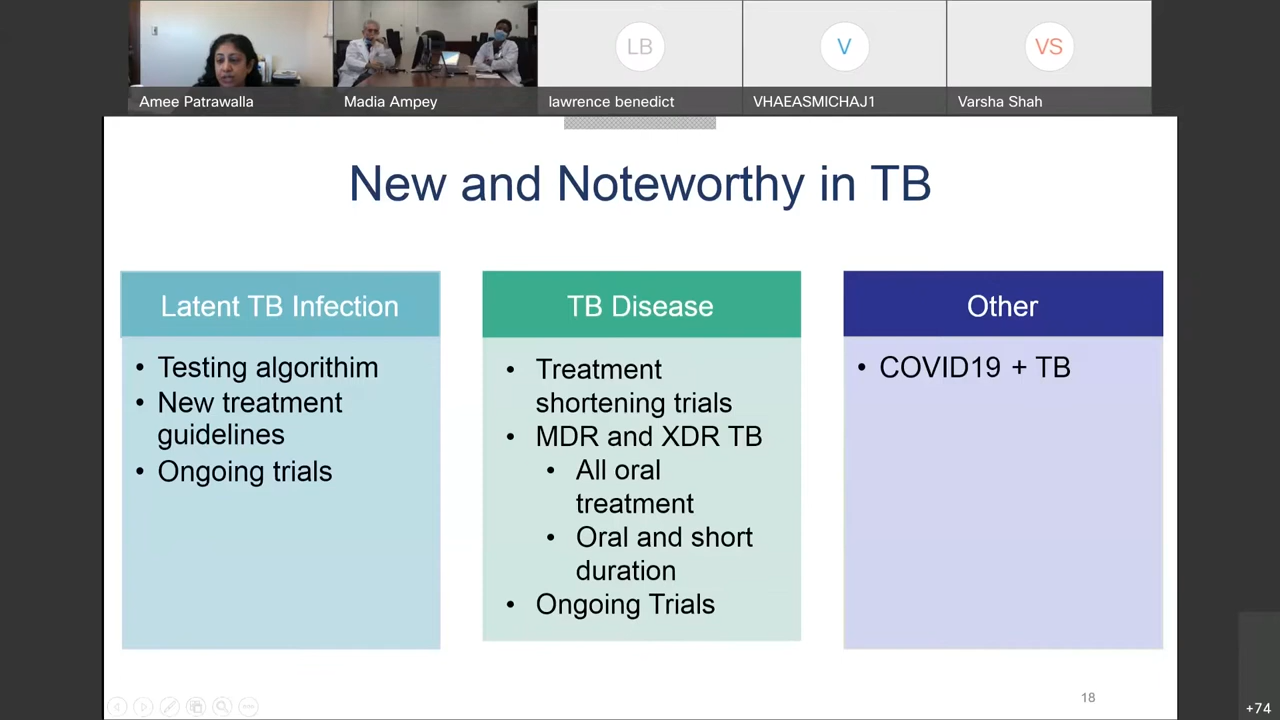 LB
V
VS
Amee Patrawalla
Madia Ampey
lawrence benedict
VHAEASMICHAJ1
Varsha Shah
New and Noteworthy in TB
Latent TB Infection
• Testing algorithim
• New treatment
guidelines
• Ongoing trials
TB Disease
• Treatment
shortening trials
• MDR and XDR TB
• All oral
treatment
• Oral and short
duration
• Ongoing Trials
Other
• COVID19 + TB
18
+74